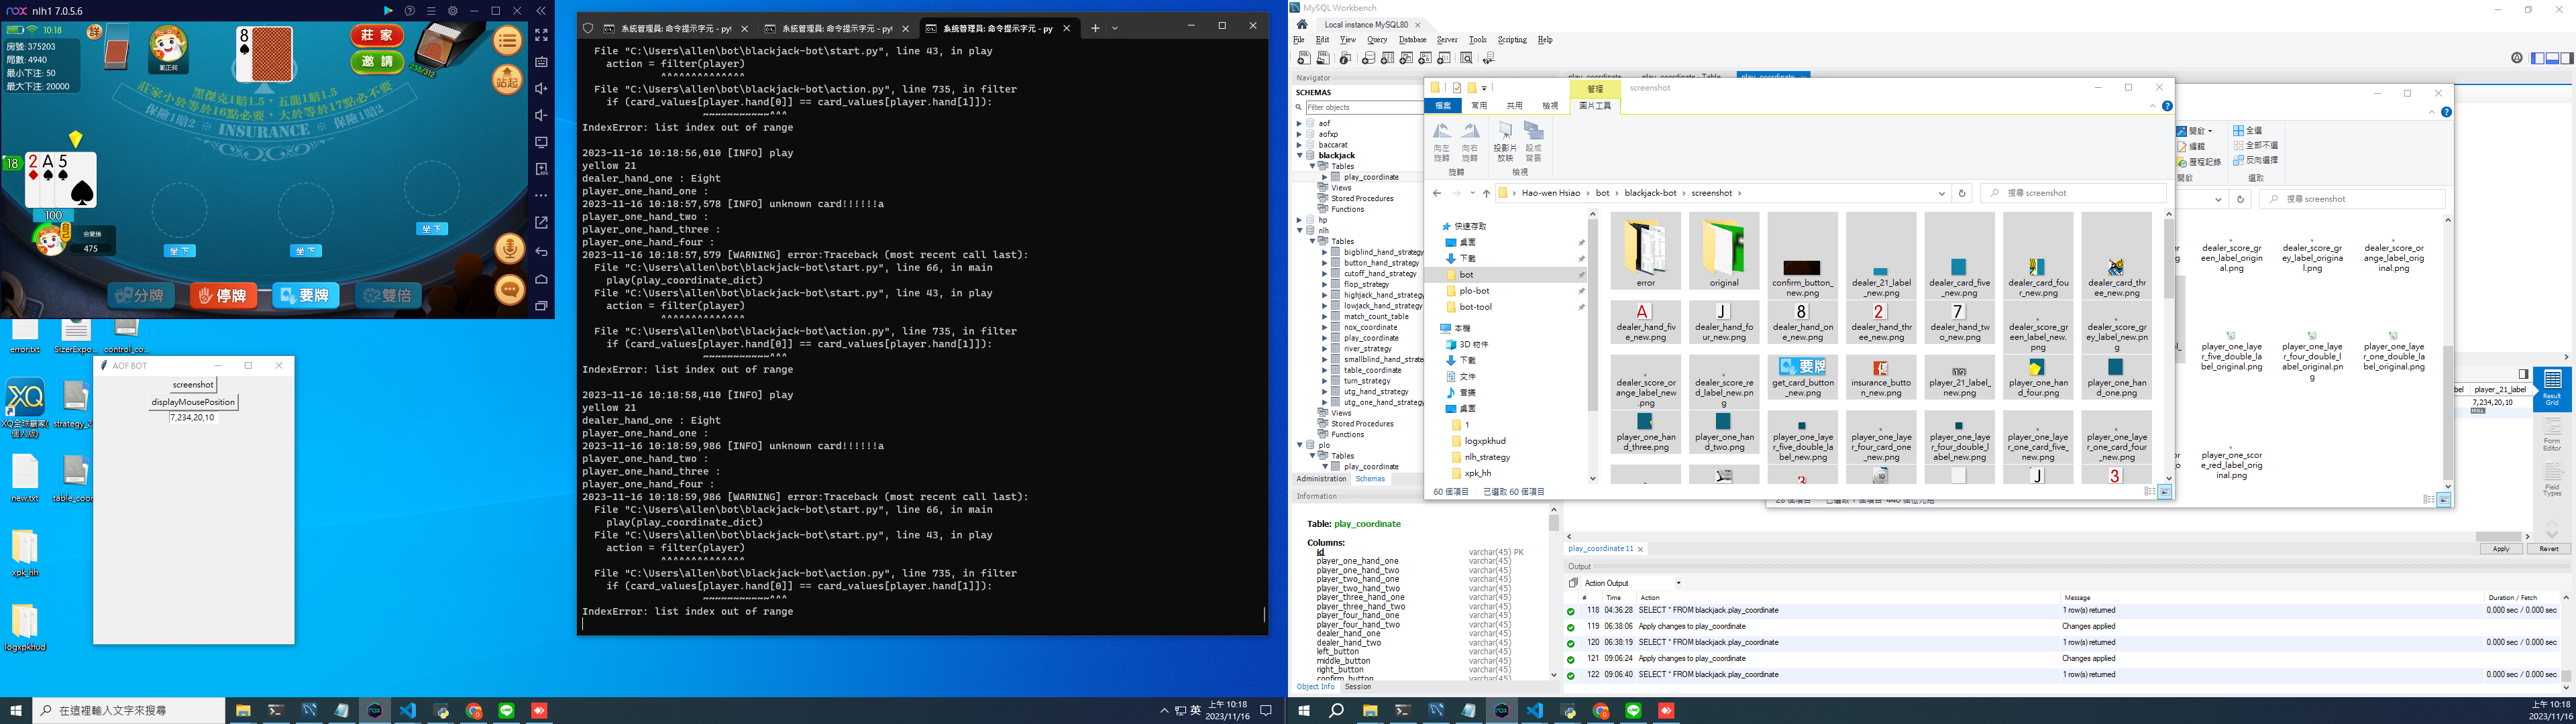 nox nlh1 7.0.5.6
10:18
房號: 375203
局數: 4940
最小下注: 50
最大下注: 20000
8
莊 家
邀 請
238/312
站起
莊家小於等於16點必要,大於等於17點必不要
保險1賠2 ※ INSURANCE ※ 保險1賠2
18
2 A 5
100
自己
475
坐 下
坐 下
坐 下
分牌
停牌
要牌
雙倍
error.txt
SizerExpo...
control_co...
XQ全球贏家(個人版)
strategy_2
new.txt
table_coor
xpk_hh
logxpkhud
AOF BOT
screenshot
displayMousePosition
7,234,20,10
系統管理員: 命令提示字元 - py!
系統管理員: 命令提示字元 - py!
系統管理員: 命令提示字元 - py
File "C:\Users\allen\bot\blackjack-bot\start.py", line 43, in play
action = filter(player)
^^^^^^^^^^^^^^
File "C:\Users\allen\bot\blackjack-bot\action.py", line 735, in filter
if (card_values[player.hand[0]] == card_values[player.hand[1]]):
~~~~~~~~~~~^^^
IndexError: list index out of range
2023-11-16 10:18:56,010 [INFO] play
yellow 21
dealer_hand_one : Eight
player_one_hand_one :
2023-11-16 10:18:57,578 [INFO] unknown card!!!!!!a
player_one_hand_two :
player_one_hand_three :
player_one_hand_four :
2023-11-16 10:18:57,579 [WARNING] error:Traceback (most recent call last):
File "C:\Users\allen\bot\blackjack-bot\start.py", line 66, in main
play(play_coordinate_dict)
File "C:\Users\allen\bot\blackjack-bot\start.py", line 43, in play
action = filter(player)
^^^^^^^^^^^^^^
File "C:\Users\allen\bot\blackjack-bot\action.py", line 735, in filter
if (card_values[player.hand[0]] == card_values[player.hand[1]]):
~~~~~~~~~~~^^^
IndexError: list index out of range
2023-11-16 10:18:58,410 [INFO] play
yellow 21
dealer_hand_one : Eight
player_one_hand_one :
2023-11-16 10:18:59,986 [INFO] unknown card!!!!!!a
player_one_hand_two :
player_one_hand_three :
player_one_hand_four :
2023-11-16 10:18:59,986 [WARNING] error:Traceback (most recent call last):
File "C:\Users\allen\bot\blackjack-bot\start.py", line 66, in main
play(play_coordinate_dict)
File "C:\Users\allen\bot\blackjack-bot\start.py", line 43, in play
action = filter(player)
^^^^^^^^^^^^^^
File "C:\Users\allen\bot\blackjack-bot\action.py", line 735, in filter
if (card_values[player.hand[0]] == card_values[player.hand[1]]):
~~~~~~~~~~~^^^
IndexError: list index out of range
在這裡輸入文字來搜尋
英
上午 10:18
2023/11/16
MySQL Workbench
Local instance MySQL80
File Edit View Query Database Server Tools Scripting Help
Navigator
SCHEMAS
Filter objects
aof
aofxp
baccarat
blackjack
Tables
play_coordinate
Views
Stored Procedures
Functions
hp
nlh
Tables
bigblind_hand_strategy
button_hand_strategy
cutoff_hand_strategy
flop_strategy
highjack_hand_strategy
lowjack_hand_strategy
match_count_table
nox_coordinate
play_coordinate
river_strategy
smallblind_hand_strate
table_coordinate
turn_strategy
utg_hand_strategy
utg_one_hand_strategy
Views
Stored Procedures
Functions
plo
Tables
play_coordinate
Administration Schemas
Information
Table: play_coordinate
Columns:
id varchar(45) PK
player_one_hand_one varchar(45)
player_one_hand_two varchar(45)
player_two_hand_one varchar(45)
player_two_hand_two varchar(45)
player_three_hand_one varchar(45)
player_three_hand_two varchar(45)
player_four_hand_one varchar(45)
player_four_hand_two varchar(45)
dealer_hand_one varchar(45)
dealer_hand_two varchar(45)
left_button varchar(45)
middle_button varchar(45)
right_button varchar(45)
confirm_button varchar(45)
Object Info Session
play_coordinate play_coordinate - Table play_coordinate
管理 screenshot
檔案 常用 共用 檢視 圖片工具
向左旋轉 向右旋轉 投影片放映 設成背景
旋轉 檢視
Hao-wen Hsiao › bot › blackjack-bot › screenshot ›
搜尋 screenshot
快速存取
桌面
下載
bot
plo-bot
bot-tool
本機
3D 物件
下載
文件
音樂
桌面
1
logxpkhud
nlh_strategy
xpk_hh
error
original
confirm_button_new.png
dealer_21_label_new.png
dealer_card_five_new.png
dealer_card_four_new.png
dealer_card_three_new.png
A J 8 2 7
dealer_hand_five_new.png
dealer_hand_four_new.png
dealer_hand_one_new.png
dealer_hand_three_new.png
dealer_hand_two_new.png
dealer_score_green_label_new.png
dealer_score_grey_label_new.png
dealer_score_orange_label_new.png
dealer_score_red_label_new.png
要牌
get_card_button_new.png
insurance_button_new.png
player_21_label_new.png
player_one_hand_four.png
player_one_hand_one.png
player_one_hand_three.png
player_one_hand_two.png
player_one_layer_five_double_label_new.png
player_one_layer_four_card_one_new.png
player_one_layer_four_double_label_new.png
player_one_layer_one_card_five_new.png
player_one_layer_one_card_four_new.png
J 3
60 個項目 已選取 60 個項目
開啟
編輯
歷程記錄
開啟
全選
全部不選
反向選擇
選取
搜尋 screenshot
dealer_score_green_label_original.png
dealer_score_grey_label_original.png
dealer_score_orange_label_original.png
player_one_layer_five_double_label_original.png
player_one_layer_four_double_label_original.png
player_one_layer_one_double_label_original.png
player_one_score_red_label_original.png
player_21_label
7,234,20,10
NULL
Result Grid
Form Editor
Field Types
play_coordinate 11
Apply Revert
Output
Action Output
# Time Action Message Duration / Fetch
118 04:36:28 SELECT * FROM blackjack.play_coordinate 1 row(s) returned 0.000 sec / 0.000 sec
119 06:38:06 Apply changes to play_coordinate Changes applied
120 06:38:19 SELECT * FROM blackjack.play_coordinate 1 row(s) returned 0.000 sec / 0.000 sec
121 09:06:24 Apply changes to play_coordinate Changes applied
122 09:06:40 SELECT * FROM blackjack.play_coordinate 1 row(s) returned 0.000 sec / 0.000 sec
上午 10:18
2023/11/16